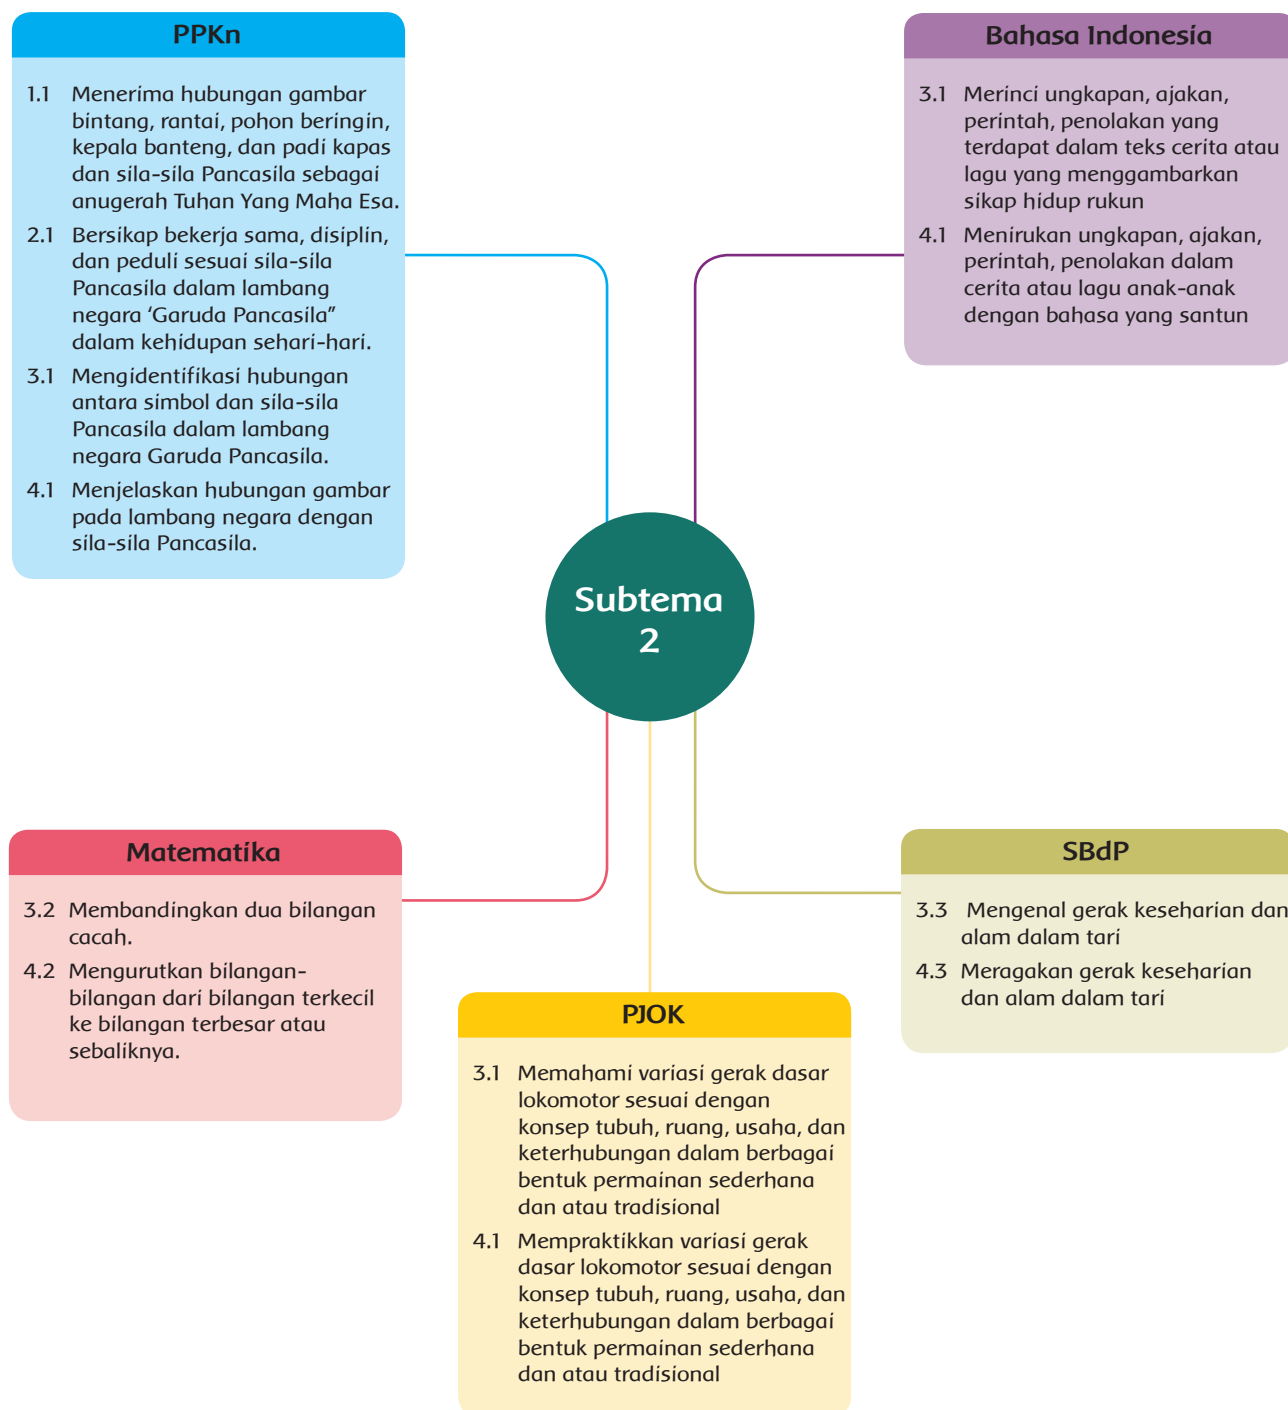 PPKn
1.1 Menerima hubungan gambar
bintang, rantai, pohon beringin,
kepala banteng, dan padi kapas
dan sila-sila Pancasila sebagai
anugerah Tuhan Yang Maha Esa.
2.1 Bersikap bekerja sama, disiplin,
dan peduli sesuai sila-sila
Pancasila dalam lambang
negara ‘Garuda Pancasila”
dalam kehidupan sehari-hari.
3.1 Mengidentifikasi hubungan
antara simbol dan sila-sila
Pancasila dalam lambang
negara Garuda Pancasila.
4.1 Menjelaskan hubungan gambar
pada lambang negara dengan
sila-sila Pancasila.
Bahasa Indonesia
3.1 Merinci ungkapan, ajakan,
perintah, penolakan yang
terdapat dalam teks cerita atau
lagu yang menggambarkan
sikap hidup rukun
4.1 Menirukan ungkapan, ajakan,
perintah, penolakan dalam
cerita atau lagu anak-anak
dengan bahasa yang santun
Subtema
2
Matematika
3.2 Membandingkan dua bilangan
cacah.
4.2 Mengurutkan bilangan-
bilangan dari bilangan terkecil
ke bilangan terbesar atau
sebaliknya.
PJOK
3.1 Memahami variasi gerak dasar
lokomotor sesuai dengan
konsep tubuh, ruang, usaha, dan
keterhubungan dalam berbagai
bentuk permainan sederhana
dan atau tradisional
4.1 Mempraktikkan variasi gerak
dasar lokomotor sesuai dengan
konsep tubuh, ruang, usaha, dan
keterhubungan dalam berbagai
bentuk permainan sederhana
dan atau tradisional
SBdP
3.3 Mengenal gerak keseharian dan
alam dalam tari
4.3 Meragakan gerak keseharian
dan alam dalam tari